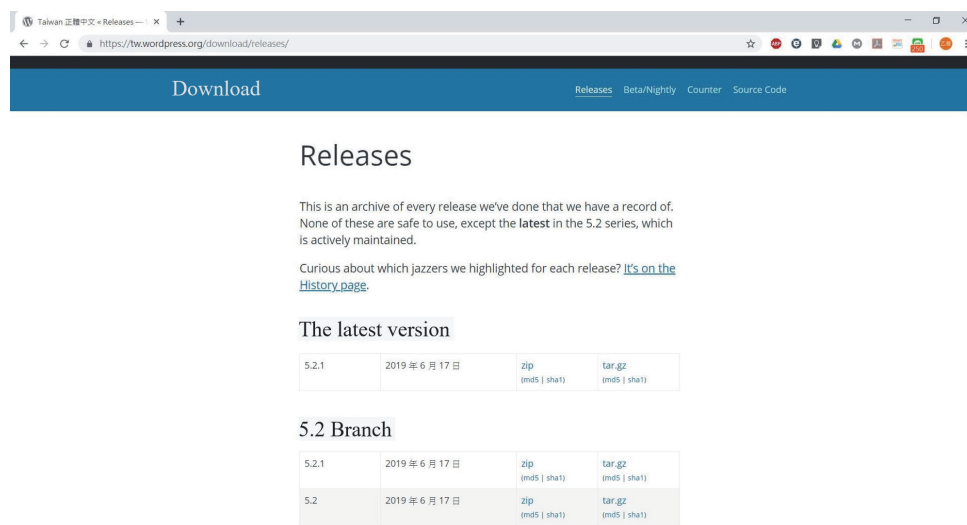 Taiwan 正體中文 « Releases —
https://tw.wordpress.org/download/releases/
ABP
250
Download
Releases Beta/Nightly Counter Source Code
Releases
This is an archive of every release we've done that we have a record of.
None of these are safe to use, except the latest in the 5.2 series, which
is actively maintained.
Curious about which jazzers we highlighted for each release? It's on the
History page.
The latest version
5.2.1 2019 年 6 月 17 日 zip tar.gz
(md5 | sha1) (md5 | sha1)
5.2 Branch
5.2.1 2019 年 6 月 17 日 zip tar.gz
(md5 | sha1) (md5 | sha1)
5.2 2019 年 6 月 17 日 zip tar.gz
(md5 | sha1) (md5 | sha1)